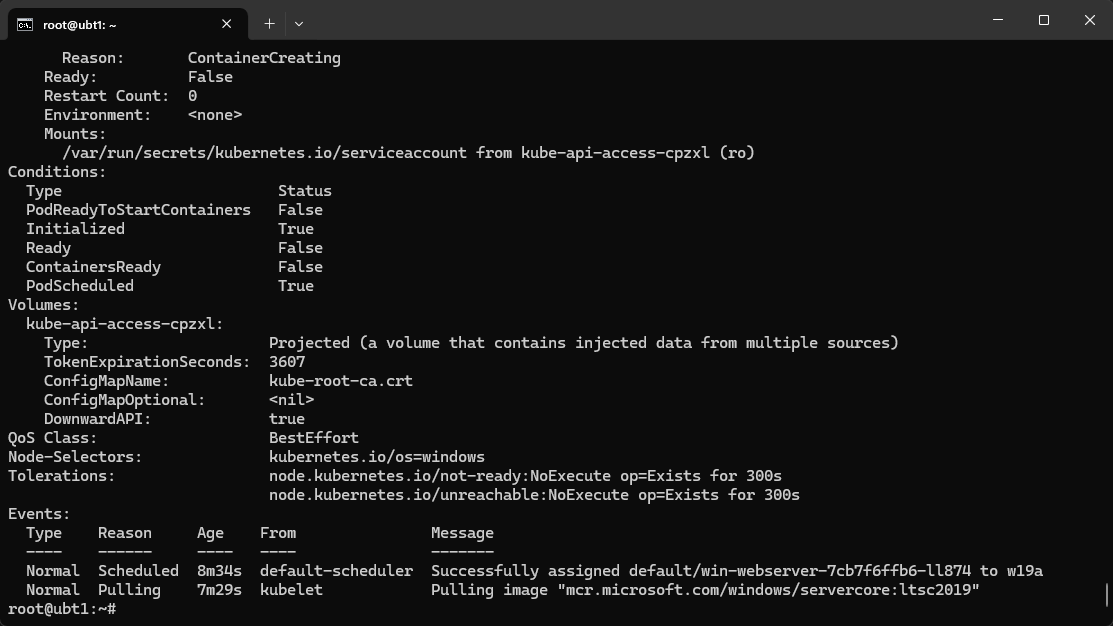 root@ubt1: ~
Reason: ContainerCreating
Ready: False
Restart Count: 0
Environment: <none>
Mounts:
/var/run/secrets/kubernetes.io/serviceaccount from kube-api-access-cpzxl (ro)
Conditions:
Type Status
PodReadyToStartContainers False
Initialized True
Ready False
ContainersReady False
PodScheduled True
Volumes:
kube-api-access-cpzxl:
Type: Projected (a volume that contains injected data from multiple sources)
TokenExpirationSeconds: 3607
ConfigMapName: kube-root-ca.crt
ConfigMapOptional: <nil>
DownwardAPI: true
QoS Class: BestEffort
Node-Selectors: kubernetes.io/os=windows
Tolerations: node.kubernetes.io/not-ready:NoExecute op=Exists for 300s
node.kubernetes.io/unreachable:NoExecute op=Exists for 300s
Events:
Type Reason Age From Message
---- ------ ---- ---- -------
Normal Scheduled 8m34s default-scheduler Successfully assigned default/win-webserver-7cb7f6ffb6-ll874 to w19a
Normal Pulling 7m29s kubelet Pulling image "mcr.microsoft.com/windows/servercore:ltsc2019"
root@ubt1:~#